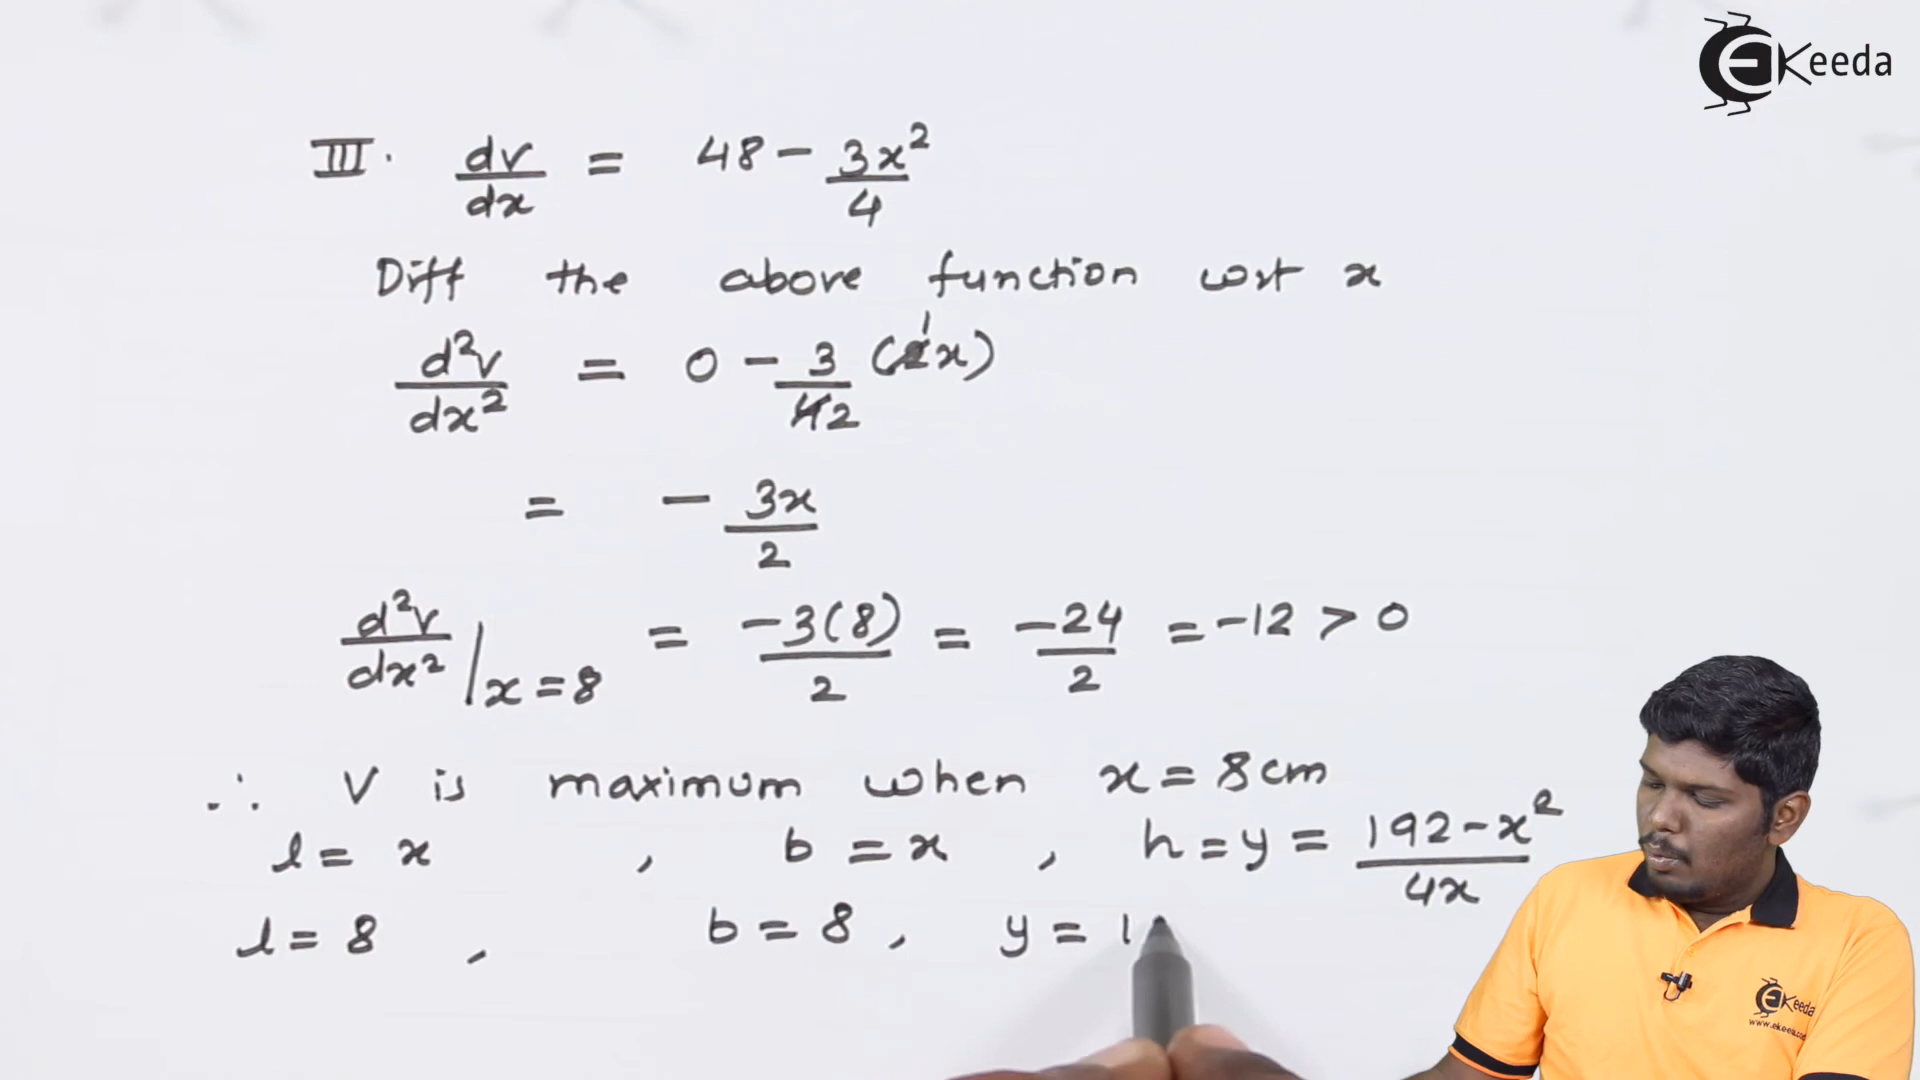 EKeeda
III. dv/dx = 48 - 3x²/4
Diff the above function wrt x
d²v/dx² = 0 - 3/42 (2 1x)
= - 3x/2
d²v/dx² | x=8 = -3(8)/2 = -24/2 = -12 > 0
∴ V is maximum when x = 8cm
l = x , b = x , h = y = 192-x²/4x
l = 8 , b = 8 , y = 1
EKeeda
www.ekeeda.com